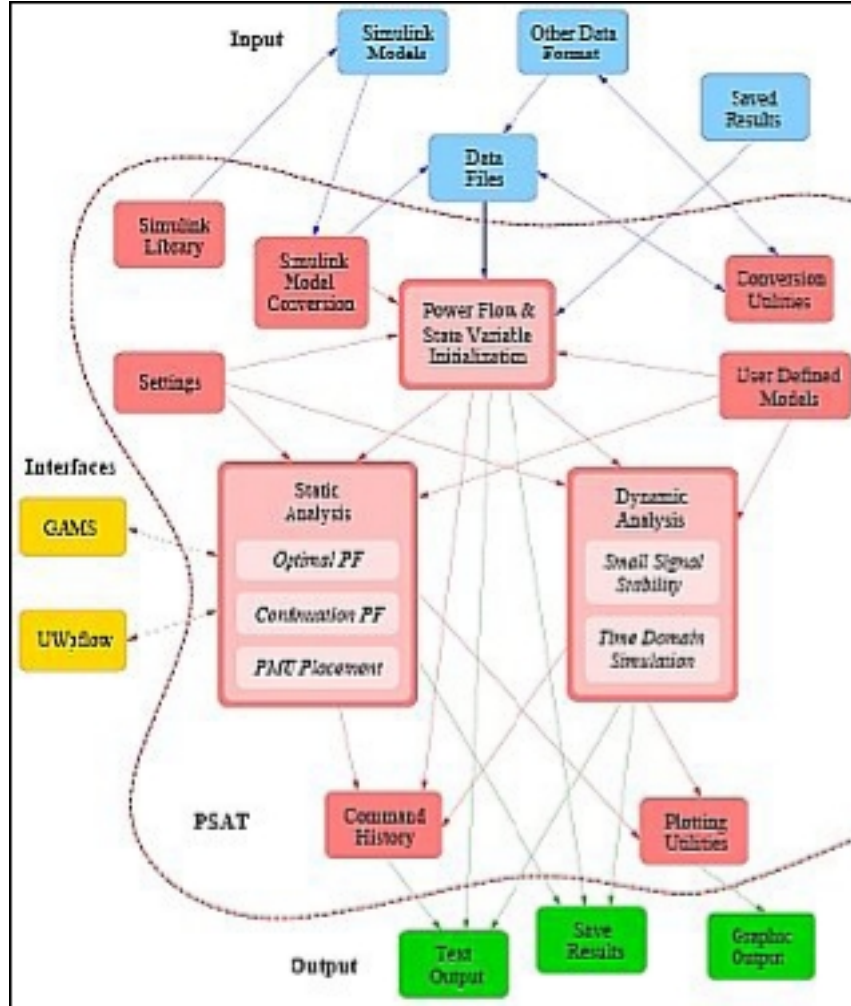 Input
Simulink
Models
Other Data
Format
Saved
Results
Data
Files
Simulink
Library
Simulink
Model
Conversion
Power Flow &
State Variable
Initialization
Conversion
Utilities
Settings
User Defined
Models
Interfaces
GAMS
UWpflow
Static
Analysis
Optimal PF
Continuation PF
PMU Placement
Dynamic
Analysis
Small Signal
Stability
Time Domain
Simulation
PSAT
Command
History
Plotting
Utilities
Output
Text
Output
Save
Results
Graphic
Output